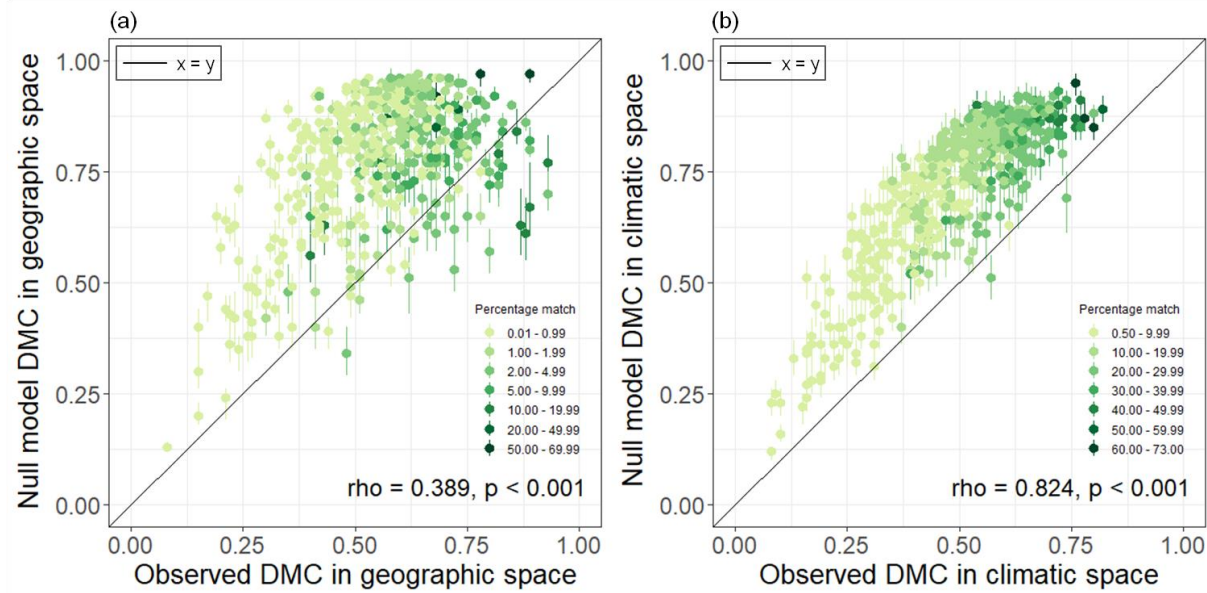 (a)
Null model DMC in geographic space
1.00
0.75
0.50
0.25
0.00
x = y
Percentage match
0.01 - 0.99
1.00 - 1.99
2.00 - 4.99
5.00 - 9.99
10.00 - 19.99
20.00 - 49.99
50.00 - 69.99
rho = 0.389, p < 0.001
0.00 0.25 0.50 0.75 1.00
Observed DMC in geographic space
(b)
Null model DMC in climatic space
1.00
0.75
0.50
0.25
0.00
x = y
Percentage match
0.50 - 9.99
10.00 - 19.99
20.00 - 29.99
30.00 - 39.99
40.00 - 49.99
50.00 - 59.99
60.00 - 73.00
rho = 0.824, p < 0.001
0.00 0.25 0.50 0.75 1.00
Observed DMC in climatic space